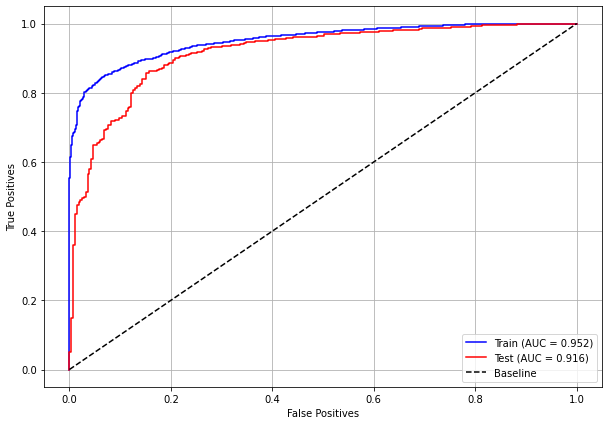 1.0
0.8
0.6
0.4
0.2
0.0
True Positives
0.0 0.2 0.4 0.6 0.8 1.0
False Positives
Train (AUC = 0.952)
Test (AUC = 0.916)
Baseline